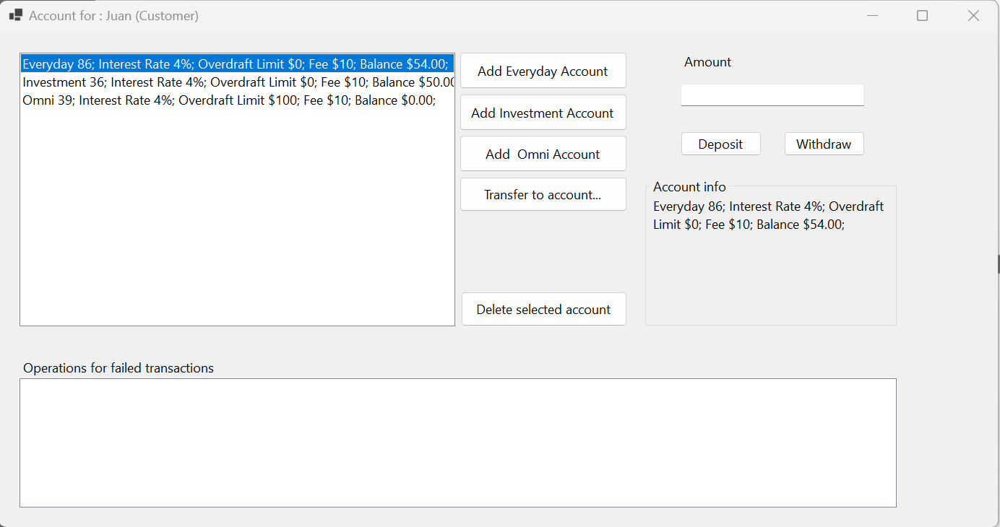 Account for : Juan (Customer)
Everyday 86; Interest Rate 4%; Overdraft Limit $0; Fee $10; Balance $54.00;
Investment 36; Interest Rate 4%; Overdraft Limit $0; Fee $10; Balance $50.0
Omni 39; Interest Rate 4%; Overdraft Limit $100; Fee $10; Balance $0.00;
Add Everyday Account
Add Investment Account
Add  Omni Account
Transfer to account...
Delete selected account
Amount
Deposit
Withdraw
Account info
Everyday 86; Interest Rate 4%; Overdraft
Limit $0; Fee $10; Balance $54.00;
Operations for failed transactions